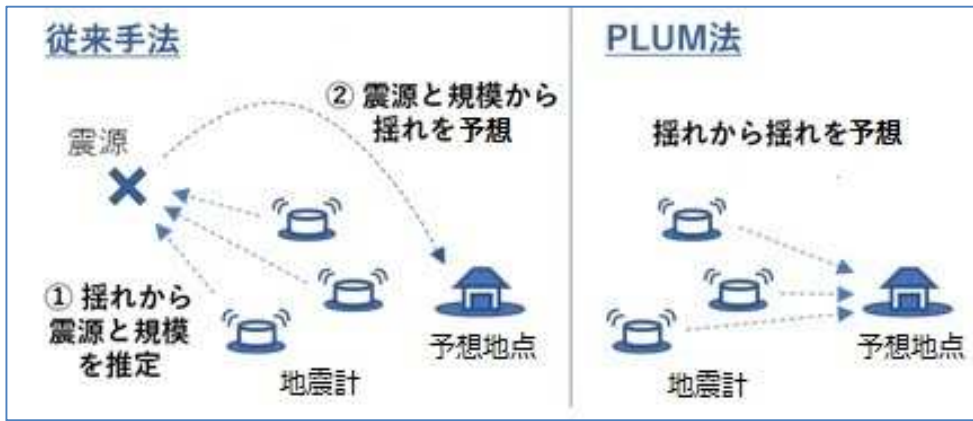 従来手法
② 震源と規模から
揺れを予想
震源
① 揺れから
震源と規模
を推定
地震計
予想地点
PLUM法
揺れから揺れを予想
地震計
予想地点